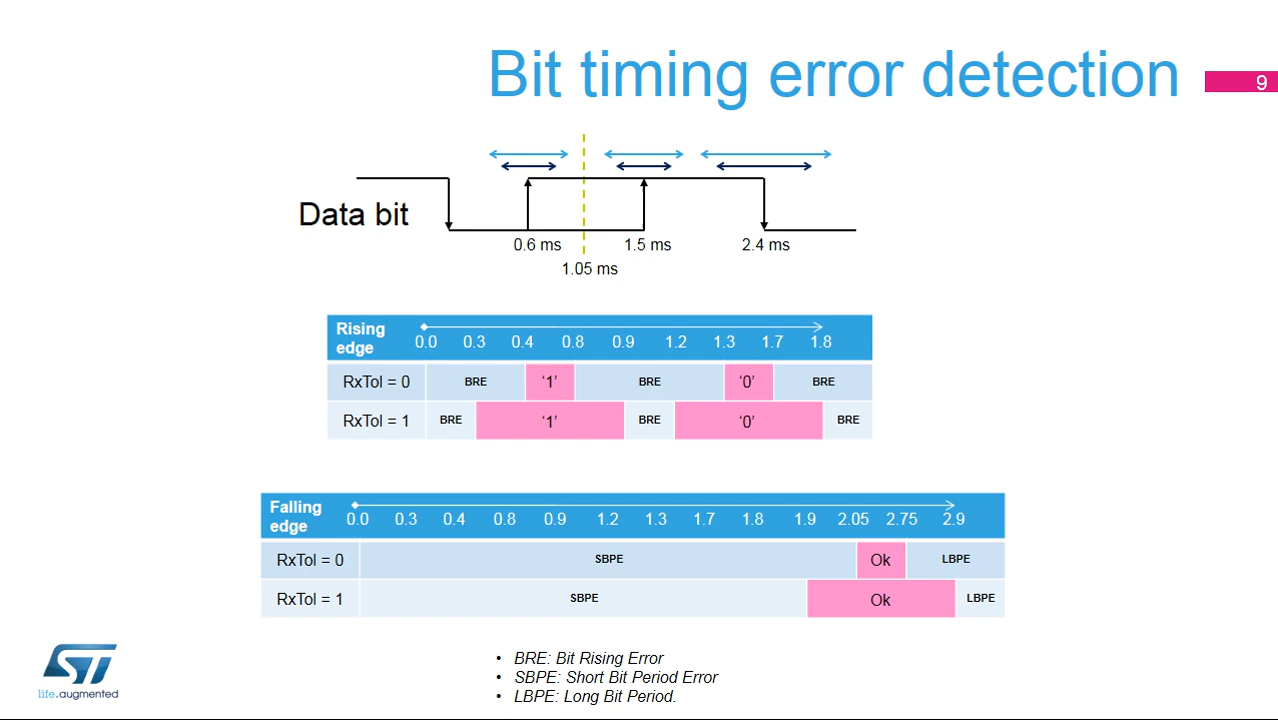 Bit timing error detection
9
Data bit
0.6 ms
1.5 ms
2.4 ms
1.05 ms
Rising edge 0.0 0.3 0.4 0.8 0.9 1.2 1.3 1.7 1.8
RxTol = 0 BRE ‘1’ BRE ‘0’ BRE
RxTol = 1 BRE ‘1’ BRE ‘0’ BRE
Falling edge 0.0 0.3 0.4 0.8 0.9 1.2 1.3 1.7 1.8 1.9 2.05 2.75 2.9
RxTol = 0 SBPE Ok LBPE
RxTol = 1 SBPE Ok LBPE
• BRE: Bit Rising Error
• SBPE: Short Bit Period Error
• LBPE: Long Bit Period.
ST
life.augmented